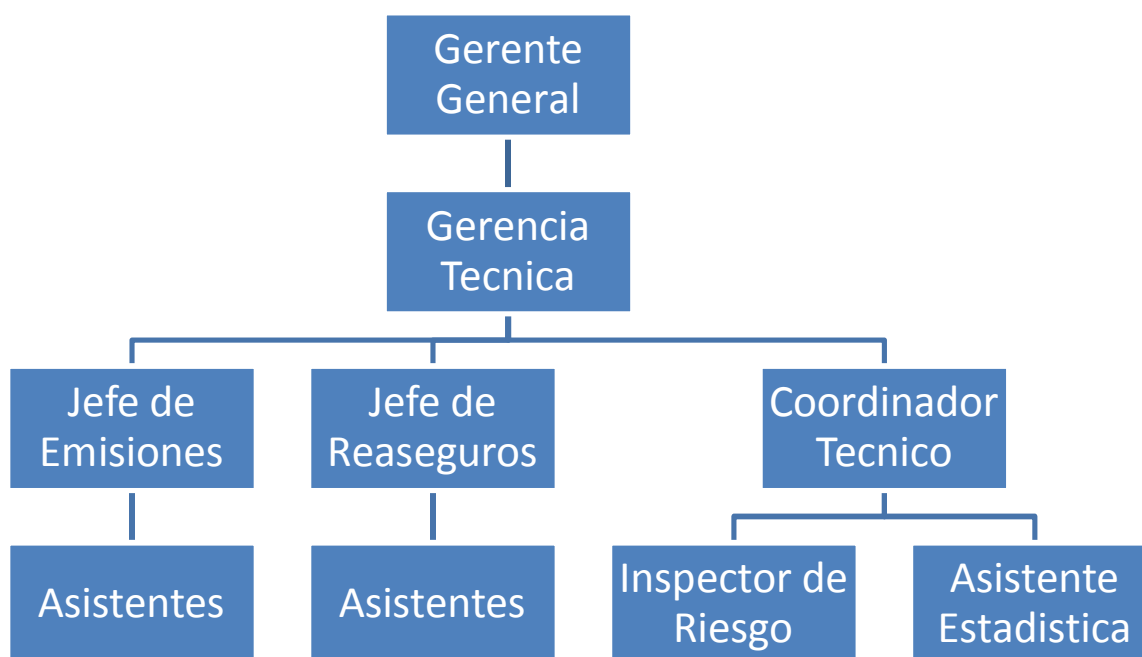 Gerente
General
Gerencia
Tecnica
Jefe de
Emisiones
Jefe de
Reaseguros
Coordinador
Tecnico
Asistentes
Asistentes
Inspector de
Riesgo
Asistente
Estadistica